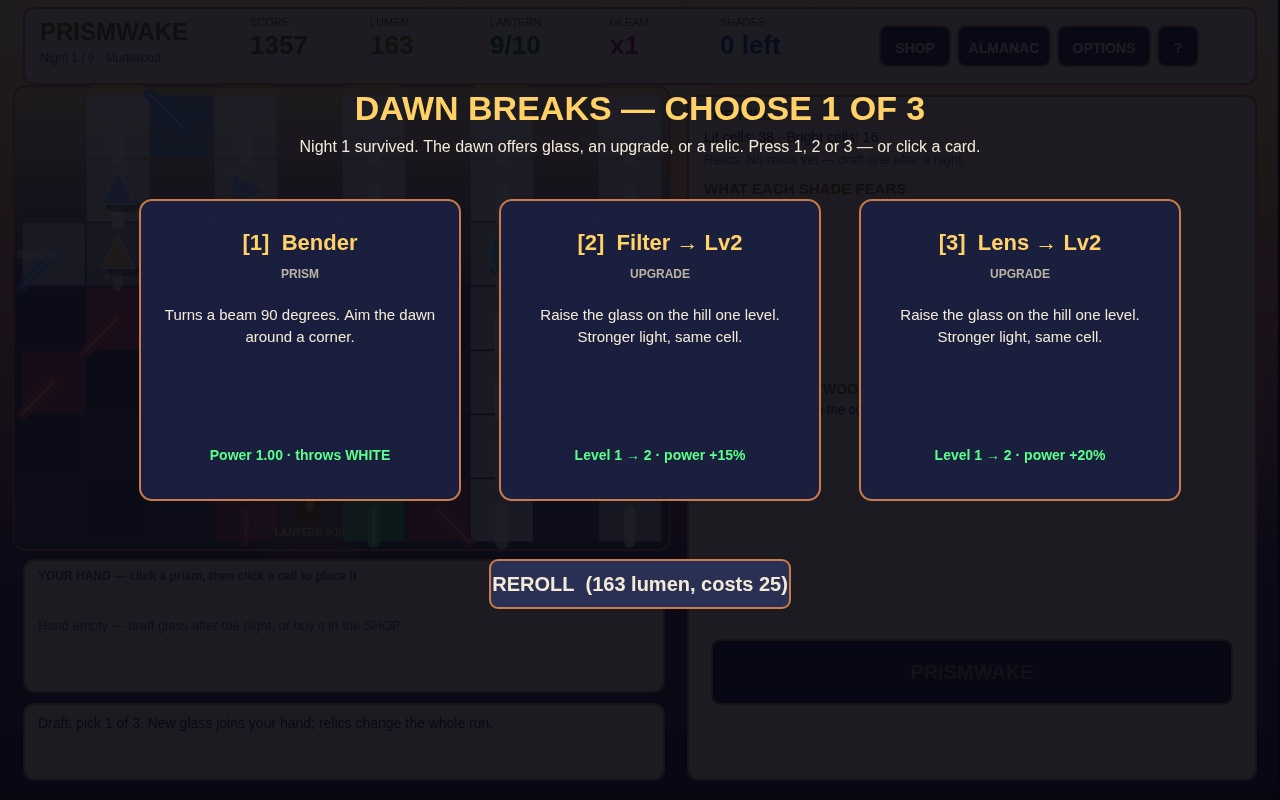 PRISMWAKE
Night 1 / 9 · Murkwood
SCORE
1357
LUMEN
163
LANTERN
9/10
GLEAM
x1
SHADES
0 left
SHOP
ALMANAC
OPTIONS
?
DAWN BREAKS — CHOOSE 1 OF 3
Night 1 survived. The dawn offers glass, an upgrade, or a relic. Press 1, 2 or 3 — or click a card.
Lit cells: 38 · Bright cells: 16
Relics: No relics yet — draft one after a night.
WHAT EACH SHADE FEARS
[1] Bender
PRISM
Turns a beam 90 degrees. Aim the dawn
around a corner.
Power 1.00 · throws WHITE
[2] Filter → Lv2
UPGRADE
Raise the glass on the hill one level.
Stronger light, same cell.
Level 1 → 2 · power +15%
[3] Lens → Lv2
UPGRADE
Raise the glass on the hill one level.
Stronger light, same cell.
Level 1 → 2 · power +20%
LANTERN 9/10
REROLL (163 lumen, costs 25)
YOUR HAND — click a prism, then click a cell to place it
Hand empty — draft glass after the night, or buy it in the SHOP.
PRISMWAKE
Draft: pick 1 of 3. New glass joins your hand; relics change the whole run.